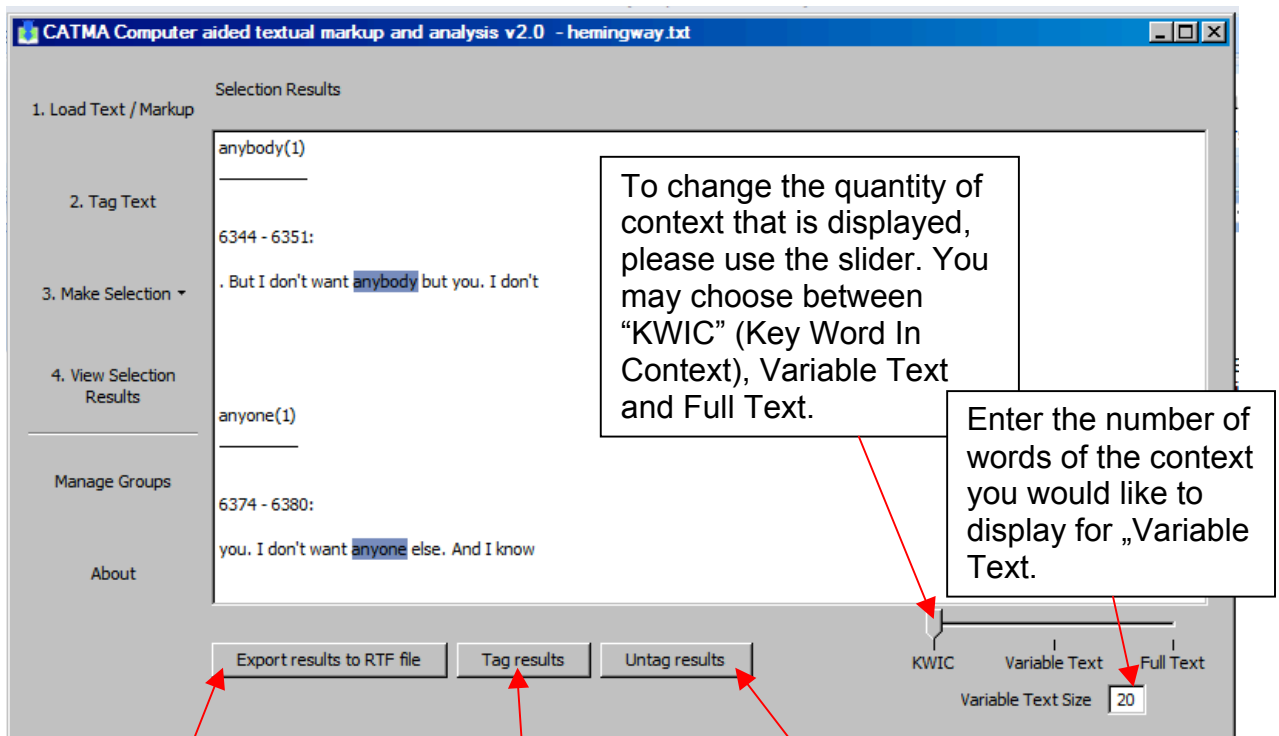 CATMA Computer aided textual markup and analysis v2.0 - hemingway.txt
1. Load Text / Markup
2. Tag Text
3. Make Selection
4. View Selection
Results
Manage Groups
About
Selection Results
anybody(1)
6344 - 6351:
. But I don't want anybody but you. I don't
anyone(1)
6374 - 6380:
you. I don't want anyone else. And I know
To change the quantity of
context that is displayed,
please use the slider. You
may choose between
“KWIC” (Key Word In
Context), Variable Text
and Full Text.
Enter the number of
words of the context
you would like to
display for „Variable
Text.
Export results to RTF file
Tag results
Untag results
KWIC
Variable Text
Full Text
Variable Text Size 20